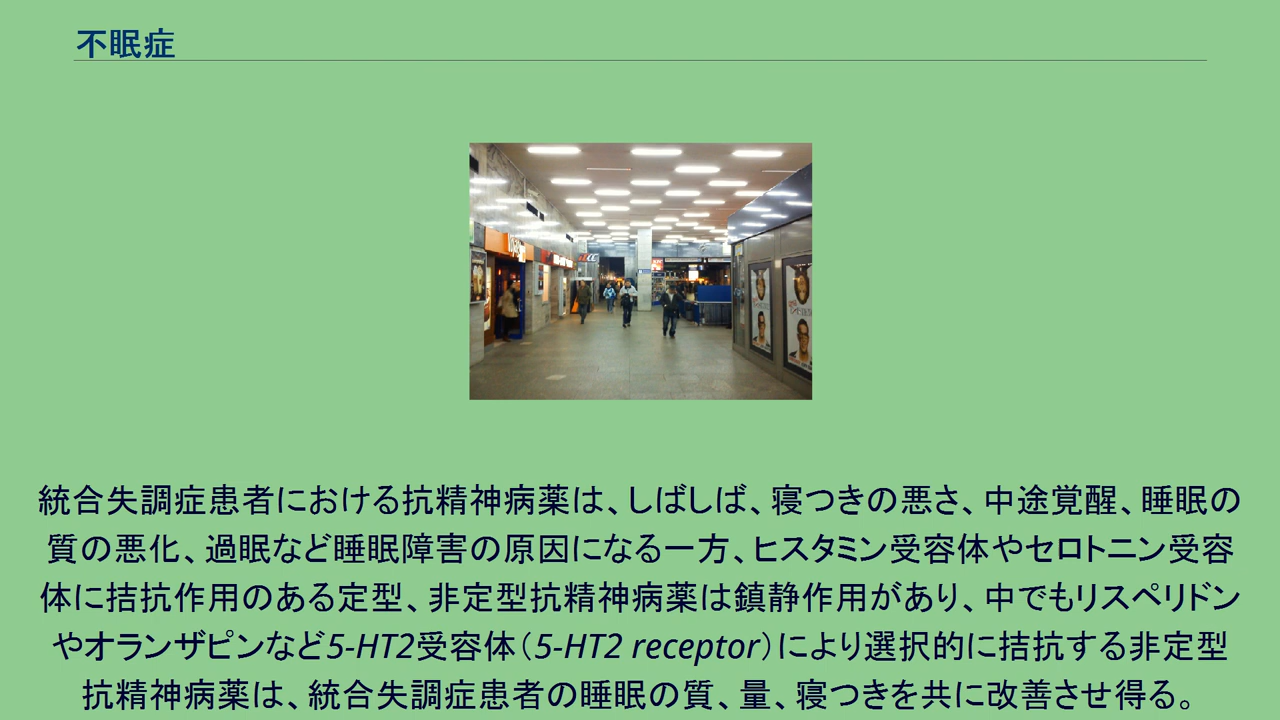 不眠症
統合失調症患者における抗精神病薬は、しばしば、寝つきの悪さ、中途覚醒、睡眠の
質の悪化、過眠など睡眠障害の原因になる一方、ヒスタミン受容体やセロトニン受容
体に拮抗作用のある定型、非定型抗精神病薬は鎮静作用があり、中でもリスペリドン
やオランザピンなど5-HT2受容体（5-HT2 receptor）により選択的に拮抗する非定型
抗精神病薬は、統合失調症患者の睡眠の質、量、寝つきを共に改善させ得る。